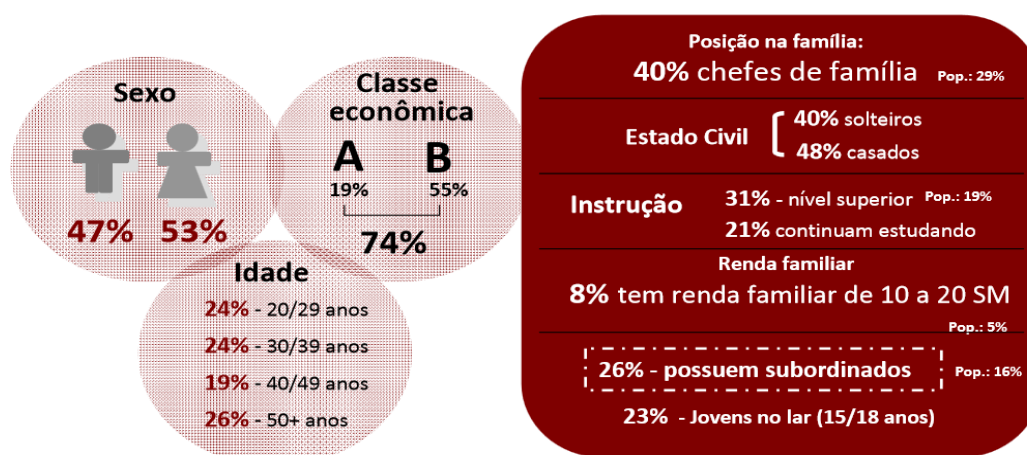 Sexo
47% 53%
Classe
econômica
A B
19% 55%
74%
Idade
24% - 20/29 anos
24% - 30/39 anos
19% - 40/49 anos
26% - 50+ anos
Posição na família:
40% chefes de família Pop.: 29%
Estado Civil
40% solteiros
48% casados
Instrução
31% - nível superior Pop.: 19%
21% continuam estudando
Renda familiar
8% tem renda familiar de 10 a 20 SM
Pop.: 5%
26% - possuem subordinados Pop.: 16%
23% - Jovens no lar (15/18 anos)